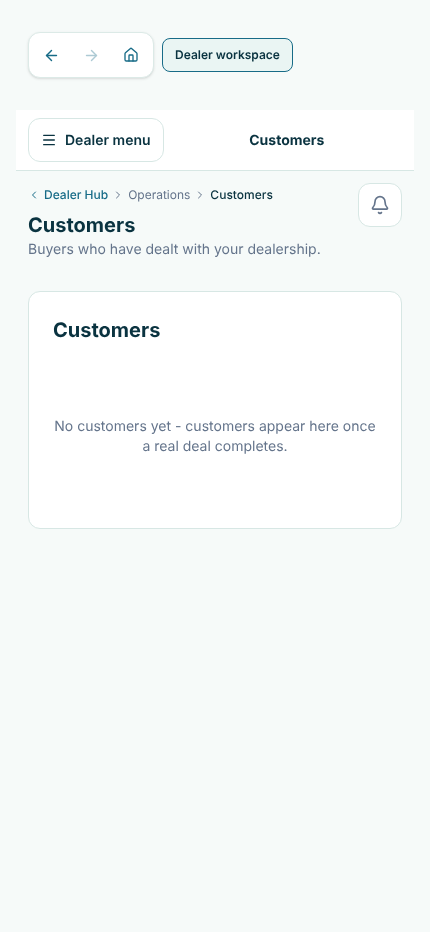 Dealer workspace
Dealer menu
Customers
Dealer Hub
Operations
Customers
Customers
Buyers who have dealt with your dealership.
Customers
No customers yet - customers appear here once
a real deal completes.